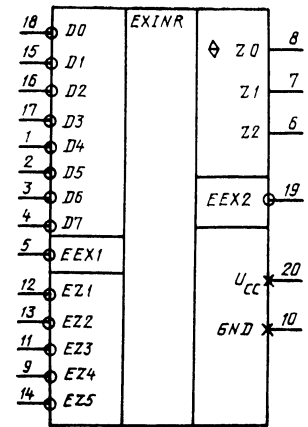 EXINR
18 D0
15 D1
16 D2
17 D3
1 D4
2 D5
3 D6
4 D7
5 EEX1
12 EZ1
13 EZ2
11 EZ3
9 EZ4
14 EZ5
Z0 8
Z1 7
Z2 6
EEX2 19
UCC 20
GND 10